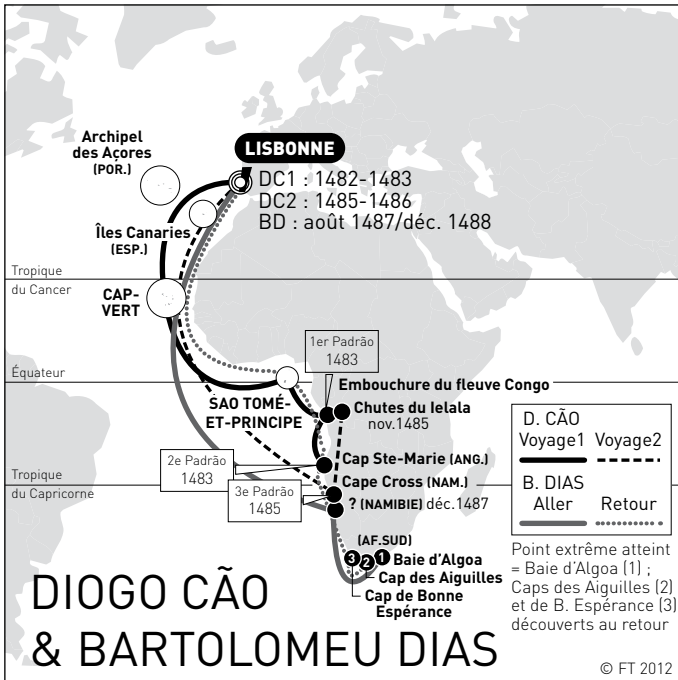 Archipel
des Açores
(POR.)
LISBONNE
DC1 : 1482-1483
DC2 : 1485-1486
BD : août 1487/déc. 1488
Îles Canaries
(ESP.)
Tropique
du Cancer
CAP-
VERT
1er Padrão
1483
Équateur
Embouchure du fleuve Congo
SAO TOMÉ-
ET-PRINCIPE
Chutes du Ielala
nov.1485
2e Padrão
1483
Cap Ste-Marie (ANG.)
Tropique
du Capricorne
3e Padrão
1485
Cape Cross (NAM.)
? (NAMIBIE) déc.1487
D. CÃO
Voyage1 Voyage2
B. DIAS
Aller Retour
(AF.SUD)
3 2 1 Baie d'Algoa
Cap des Aiguilles
Cap de Bonne
Espérance
Point extrême atteint
= Baie d'Algoa (1) ;
Caps des Aiguilles (2)
et de B. Espérance (3)
découverts au retour
DIOGO CÃO
& BARTOLOMEU DIAS
© FT 2012